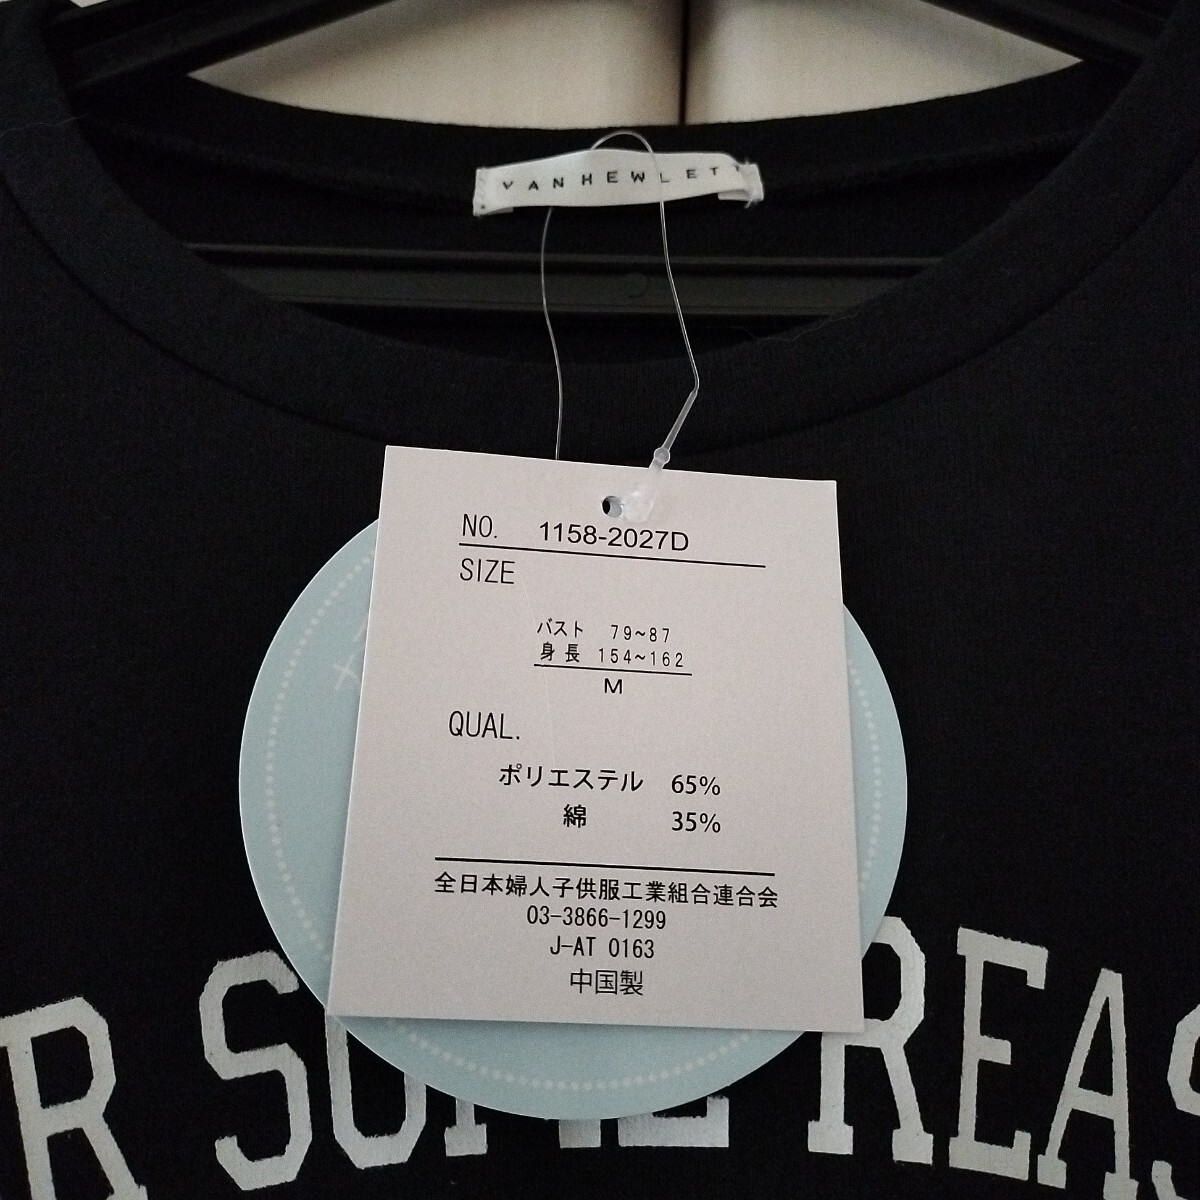 VANHEWLETT
NO. 1158-2027D
SIZE
バスト 79~87
身長 154~162
M
QUAL.
ポリエステル 65%
綿 35%
全日本婦人子供服工業組合連合会
03-3866-1299
J-AT 0163
中国製
R SOME REAS